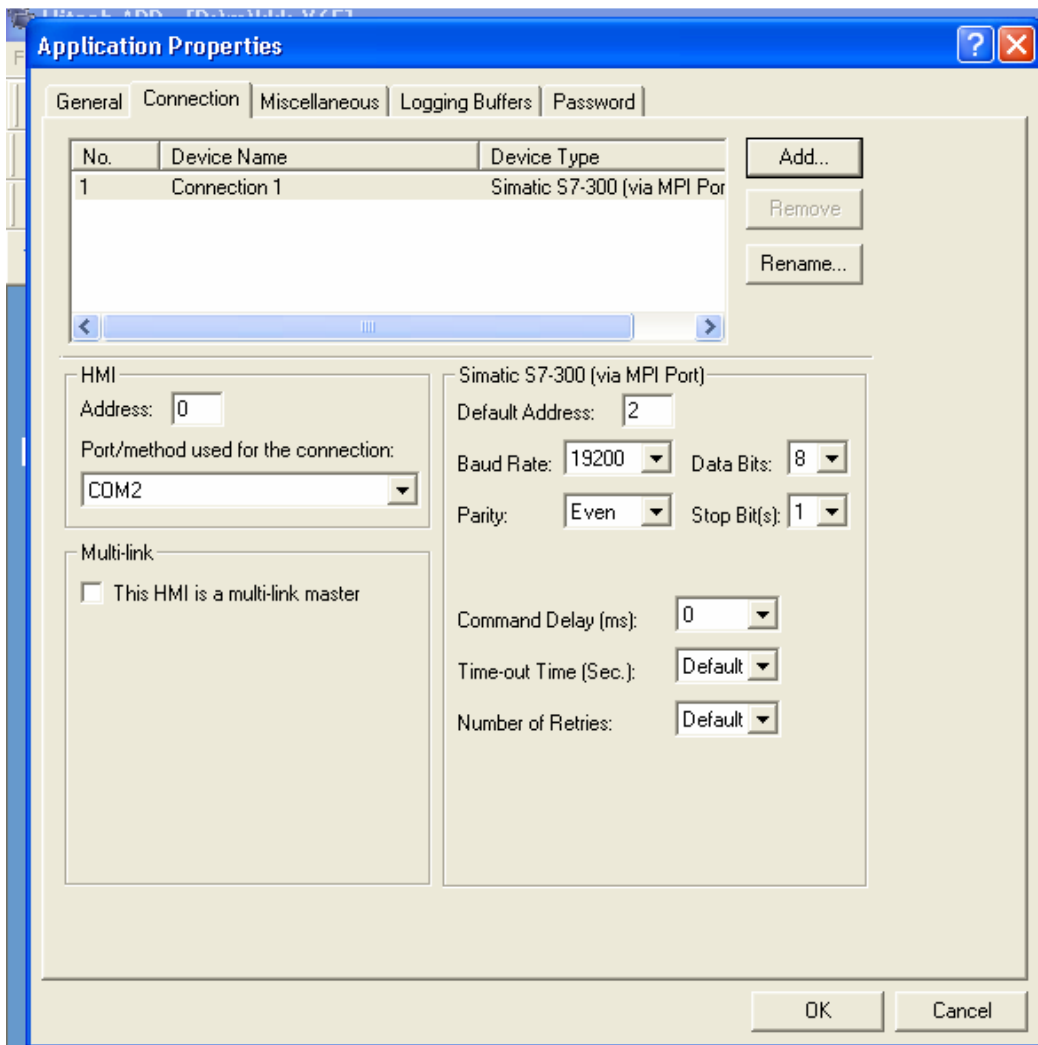 Application Properties
General Connection Miscellaneous Logging Buffers Password
No. Device Name Device Type
1 Connection 1 Simatic S7-300 (via MPI Por
Add...
Remove
Rename...
HMI
Address: 0
Port/method used for the connection:
COM2
Multi-link
This HMI is a multi-link master
Simatic S7-300 (via MPI Port)
Default Address: 2
Baud Rate: 19200 Data Bits: 8
Parity: Even Stop Bit(s): 1
Command Delay (ms): 0
Time-out Time (Sec.): Default
Number of Retries: Default
OK Cancel